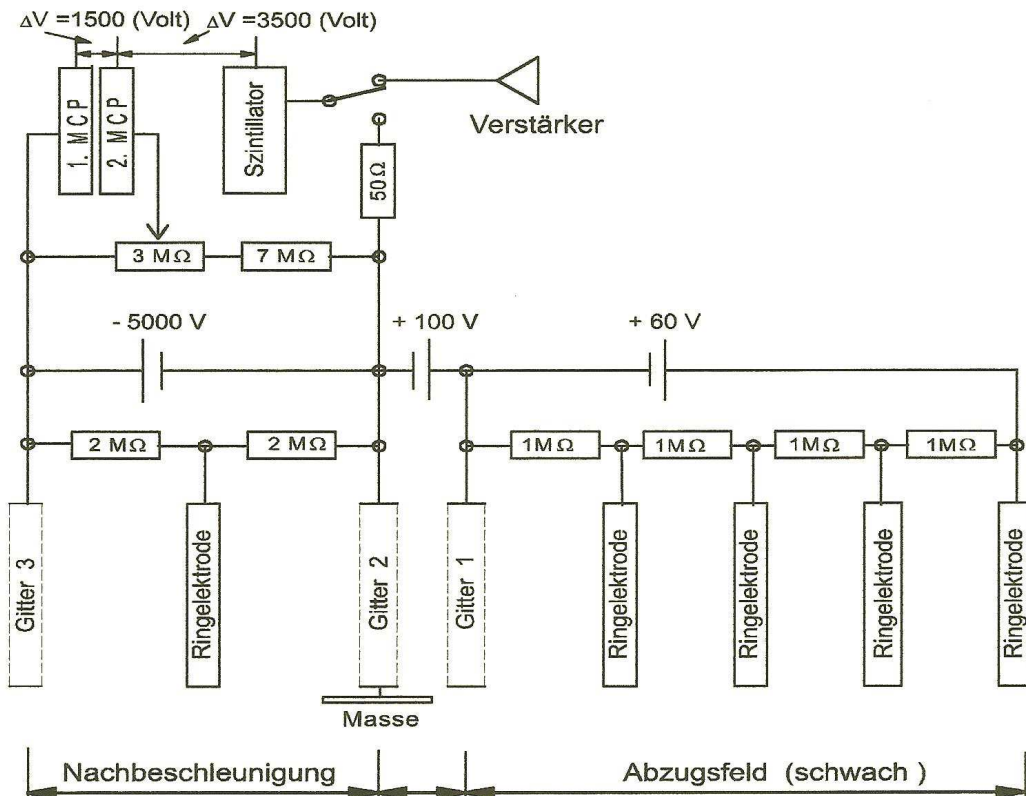 ΔV =1500 (Volt) ΔV =3500 (Volt)
1. M C P
2. M C P
Szintillator
Verstärker
50Ω
3 MΩ
7 MΩ
- 5000 V
+ 100 V
+ 60 V
2 MΩ
2 MΩ
1MΩ
1MΩ
1MΩ
1MΩ
Gitter 3
Ringelektrode
Gitter 2
Gitter 1
Ringelektrode
Ringelektrode
Ringelektrode
Ringelektrode
Masse
Nachbeschleunigung
Abzugsfeld (schwach )